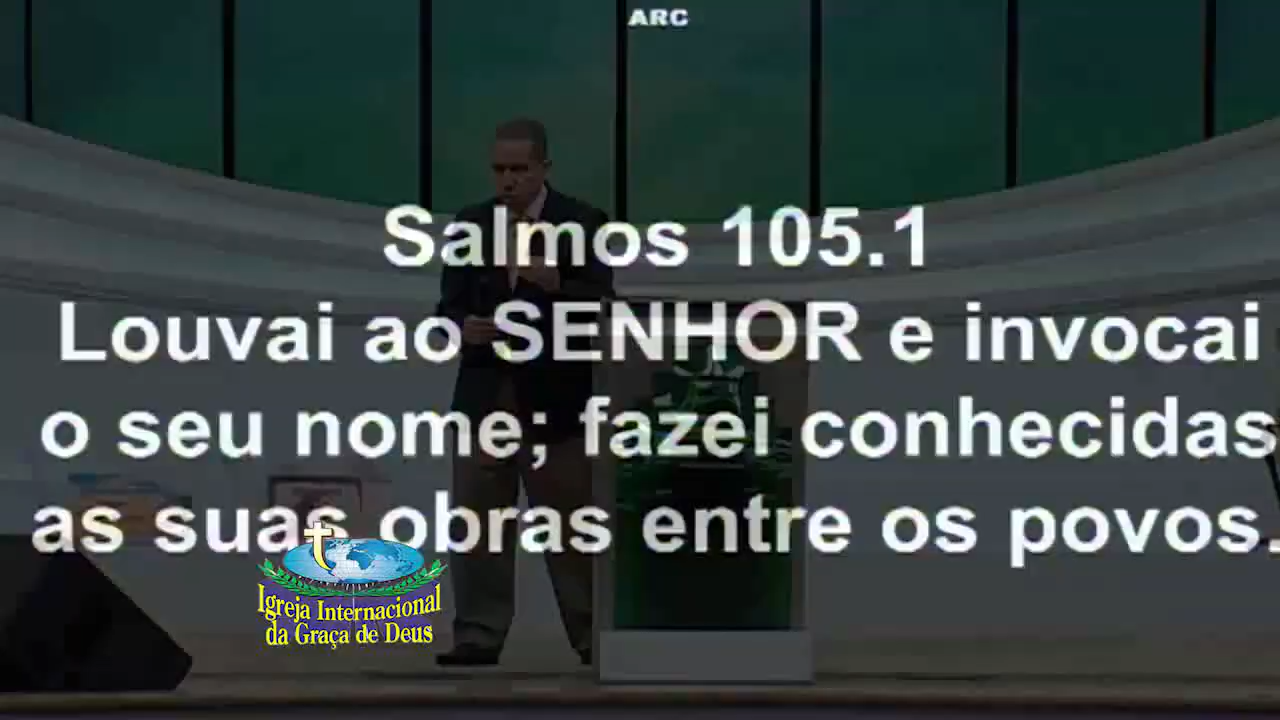 ARC
Salmos 105.1
Louvai ao SENHOR e invocai
o seu nome; fazei conhecidas
as suas obras entre os povos.
Igreja Internacional
da Graça de Deus